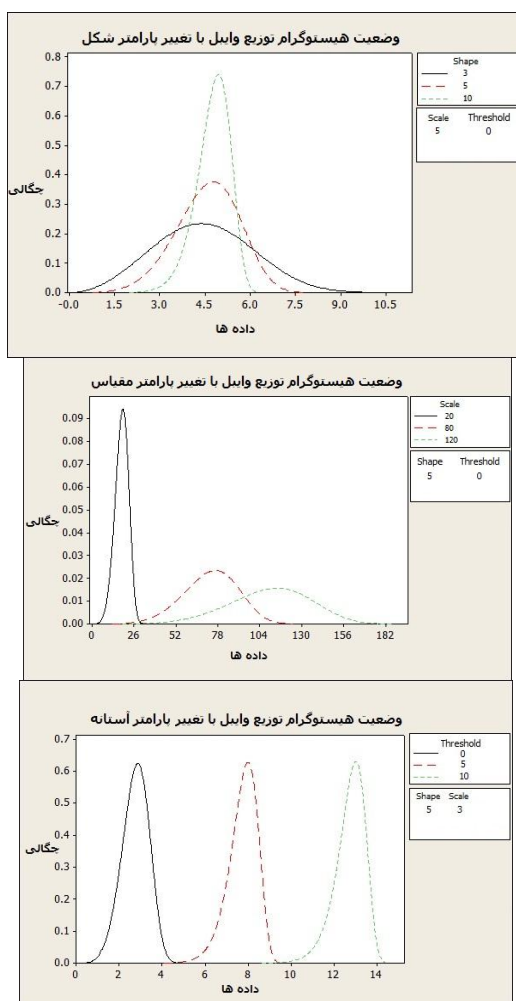 وضعیت هیستوگرام توزیع وایبل با تغییر پارامتر شکل
0.8
0.7
0.6
0.5
0.4
0.3
0.2
0.1
0.0
چگالی
-0.0 1.5 3.0 4.5 6.0 7.5 9.0 10.5
داده ها
Shape
3
5
10
Scale Threshold
5 0
وضعیت هیستوگرام توزیع وایبل با تغییر پارامتر مقیاس
0.09
0.08
0.07
0.06
0.05
0.04
0.03
0.02
0.01
0.00
چگالی
0 26 52 78 104 130 156 182
داده ها
Scale
20
80
120
Shape Threshold
5 0
وضعیت هیستوگرام توزیع وایبل با تغییر پارامتر آستانه
0.7
0.6
0.5
0.4
0.3
0.2
0.1
0.0
چگالی
0 2 4 6 8 10 12 14
داده ها
Threshold
0
5
10
Shape Scale
5 3